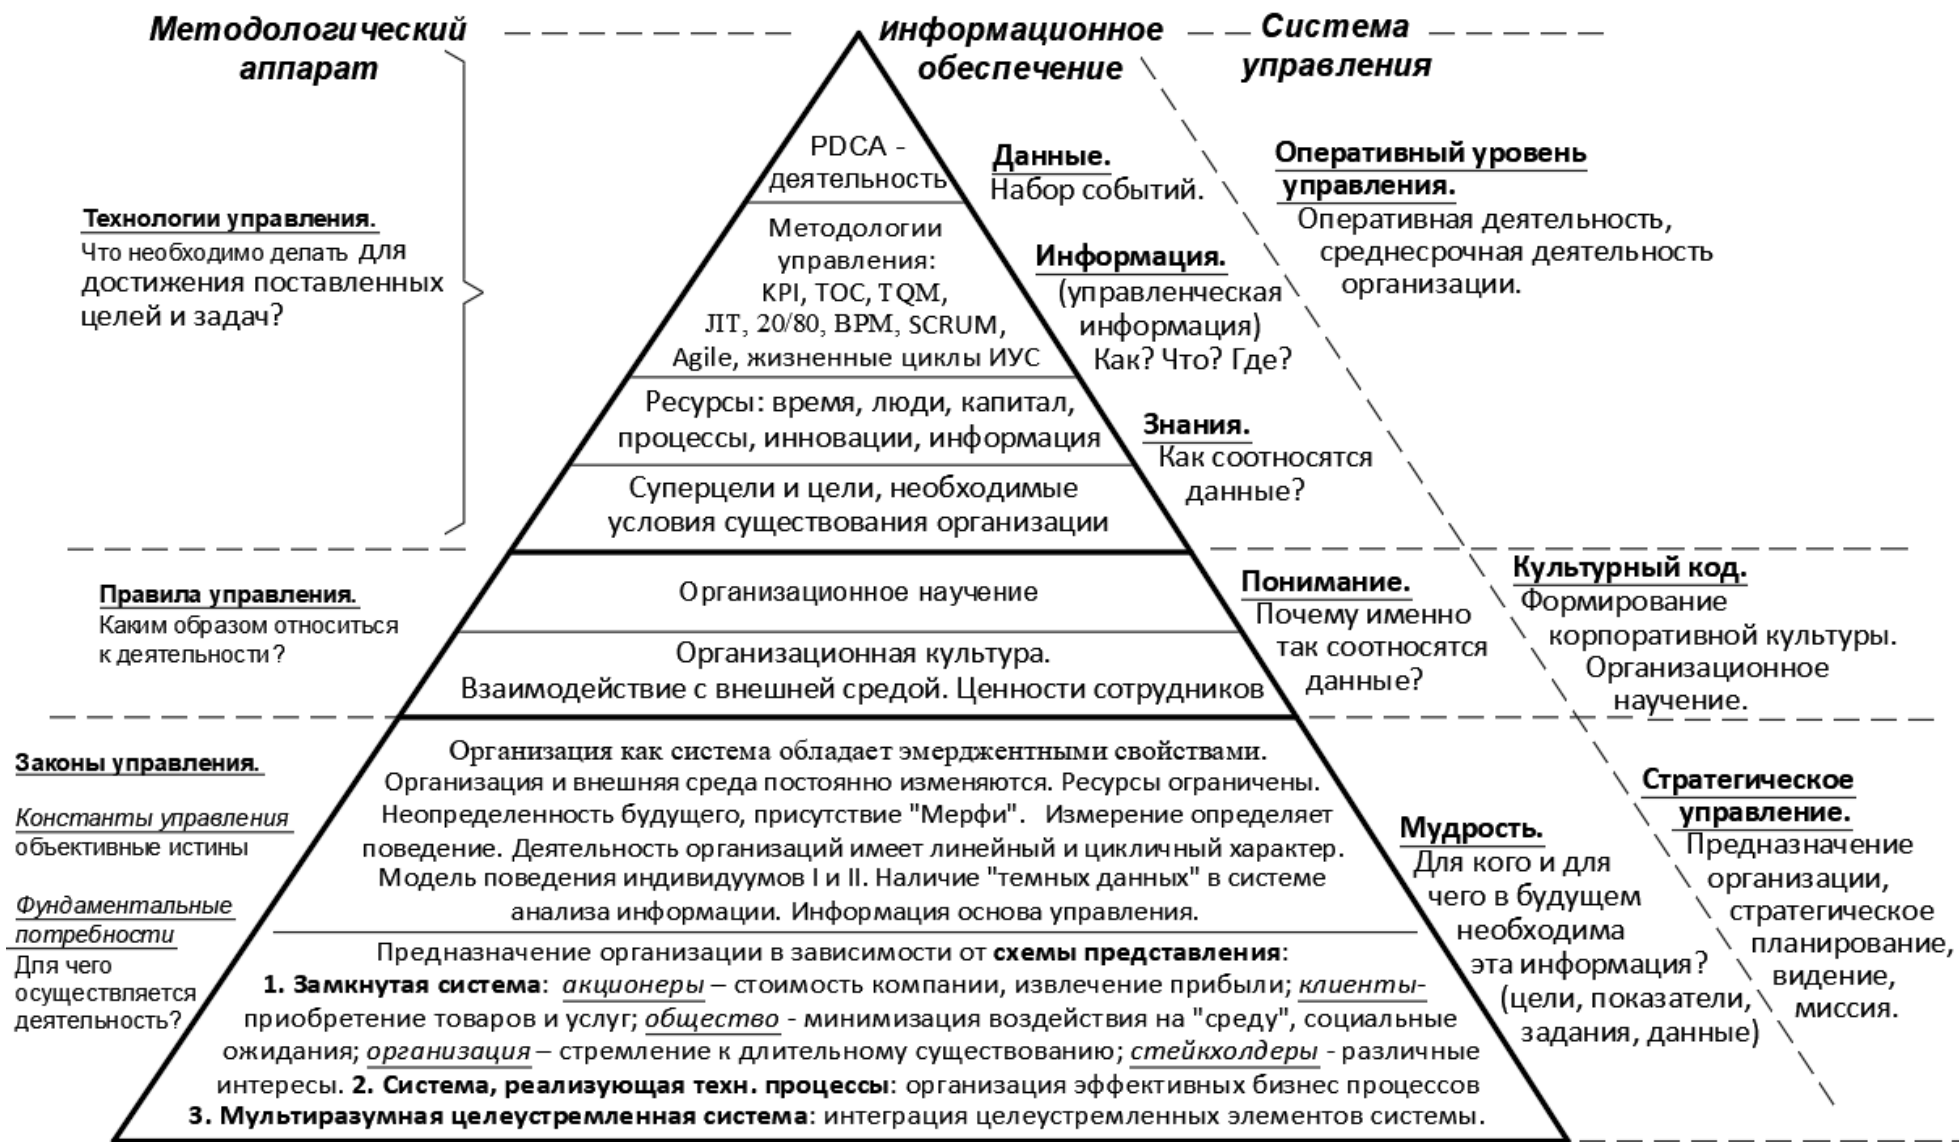 Методологический
аппарат
Информационное
обеспечение
Система
управления
Технологии управления.
Что необходимо делать для
достижения поставленных
целей и задач?
PDCA -
деятельность
Методологии
управления:
KPI, TOC, TQM,
ЛТ, 20/80, BPM, SCRUM,
Agile, жизненные циклы ИУС
Ресурсы: время, люди, капитал,
процессы, инновации, информация
Суперцели и цели, необходимые
условия существования организации
Данные.
Набор событий.
Информация.
(управленческая
информация)
Как? Что? Где?
Знания.
Как соотносятся
данные?
Оперативный уровень
управления.
Оперативная деятельность,
среднесрочная деятельность
организации.
Правила управления.
Каким образом относиться
к деятельности?
Организационное научение
Организационная культура.
Взаимодействие с внешней средой. Ценности сотрудников
Понимание.
Почему именно
так соотносятся
данные?
Культурный код.
Формирование
корпоративной культуры.
Организационное
научение.
Законы управления.
Константы управления
объективные истины
Фундаментальные
потребности
Для чего
осуществляется
деятельность?
Организация как система обладает эмерджентными свойствами.
Организация и внешняя среда постоянно изменяются. Ресурсы ограничены.
Неопределенность будущего, присутствие "Мерфи". Измерение определяет
поведение. Деятельность организаций имеет линейный и цикличный характер.
Модель поведения индивидуумов I и II. Наличие "темных данных" в системе
анализа информации. Информация основа управления.
Предназначение организации в зависимости от схемы представления:
1. Замкнутая система: акционеры – стоимость компании, извлечение прибыли; клиенты-
приобретение товаров и услуг; общество - минимизация воздействия на "среду", социальные
ожидания; организация – стремление к длительному существованию; стейкхолдеры - различные
интересы. 2. Система, реализующая техн. процессы: организация эффективных бизнес процессов
3. Мультиразумная целеустремленная система: интеграция целеустремленных элементов системы.
Мудрость.
Для кого и для
чего в будущем
необходима
эта информация?
(цели, показатели,
задания, данные)
Стратегическое
управление.
Предназначение
организации,
стратегическое
планирование,
видение,
миссия.